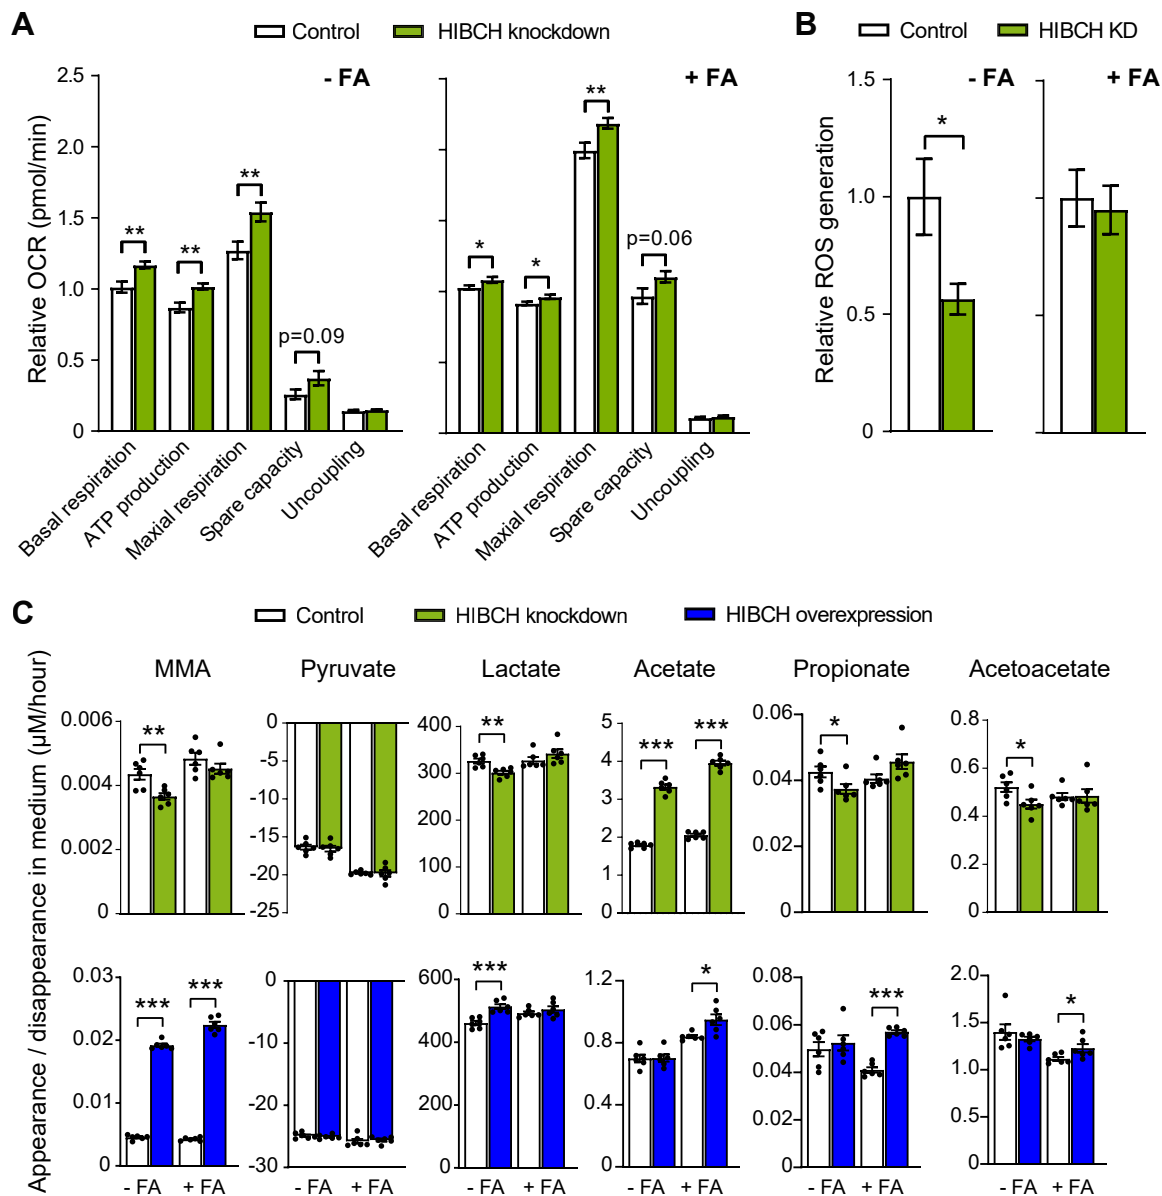 A
Control
HIBCH knockdown
B
Control
HIBCH KD
Relative OCR (pmol/min)
2.5
2.0
1.5
1.0
0.5
0
- FA
**
**
**
p=0.09
Basal respiration
ATP production
Maxial respiration
Spare capacity
Uncoupling
+ FA
*
*
**
p=0.06
Basal respiration
ATP production
Maxial respiration
Spare capacity
Uncoupling
Relative ROS generation
1.5
1.0
0.5
0
- FA
*
+ FA
C
Control
HIBCH knockdown
HIBCH overexpression
Appearance / disappearance in medium (µM/hour)
MMA
0.006
0.004
0.002
0
**
Pyruvate
0
-5
-10
-15
-20
-25
Lactate
400
300
200
100
0
**
Acetate
5
4
3
2
1
0
***
***
Propionate
0.06
0.04
0.02
0
*
Acetoacetate
0.8
0.6
0.4
0.2
0
*
0.03
0.02
0.01
0
***
***
- FA
+ FA
0
-10
-20
-30
- FA
+ FA
600
400
200
0
***
- FA
+ FA
1.2
0.8
0.4
0
*
- FA
+ FA
0.08
0.06
0.04
0.02
0
***
- FA
+ FA
2.0
1.5
1.0
0.5
0
*
- FA
+ FA